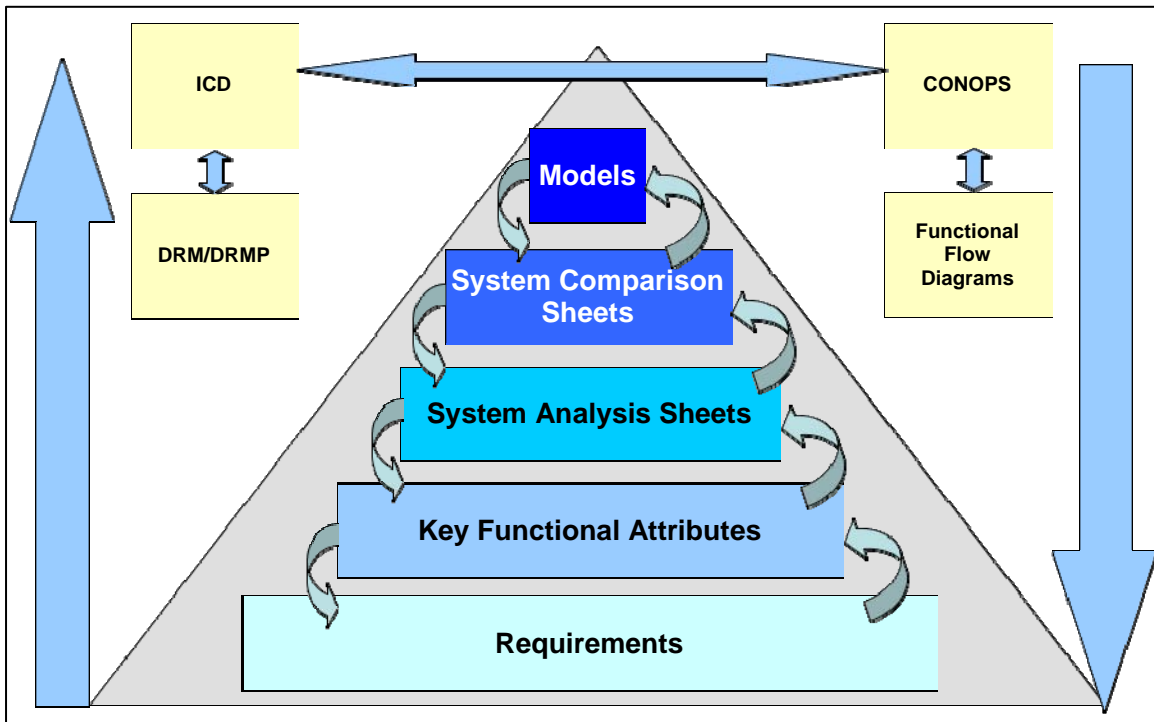 ICD
CONOPS
Models
DRM/DRMP
Functional
Flow
Diagrams
System Comparison
Sheets
System Analysis Sheets
Key Functional Attributes
Requirements